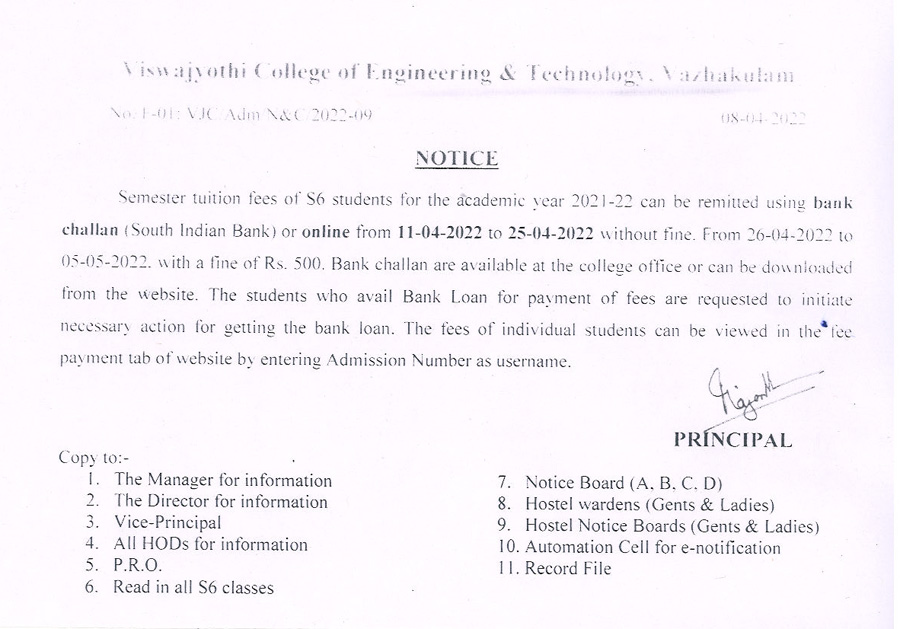 Viswajyothi College of Engineering & Technology, Vazhakulam
No. F-01: VJC/Adm/N&C/2022-09 08-04-2022
NOTICE
Semester tuition fees of S6 students for the academic year 2021-22 can be remitted using bank
challan (South Indian Bank) or online from 11-04-2022 to 25-04-2022 without fine. From 26-04-2022 to
05-05-2022. with a fine of Rs. 500. Bank challan are available at the college office or can be downloaded
from the website. The students who avail Bank Loan for payment of fees are requested to initiate
necessary action for getting the bank loan. The fees of individual students can be viewed in the fee
payment tab of website by entering Admission Number as username.
PRINCIPAL
Copy to:-
1. The Manager for information
2. The Director for information
3. Vice-Principal
4. All HODs for information
5. P.R.O.
6. Read in all S6 classes
7. Notice Board (A, B, C, D)
8. Hostel wardens (Gents & Ladies)
9. Hostel Notice Boards (Gents & Ladies)
10. Automation Cell for e-notification
11. Record File